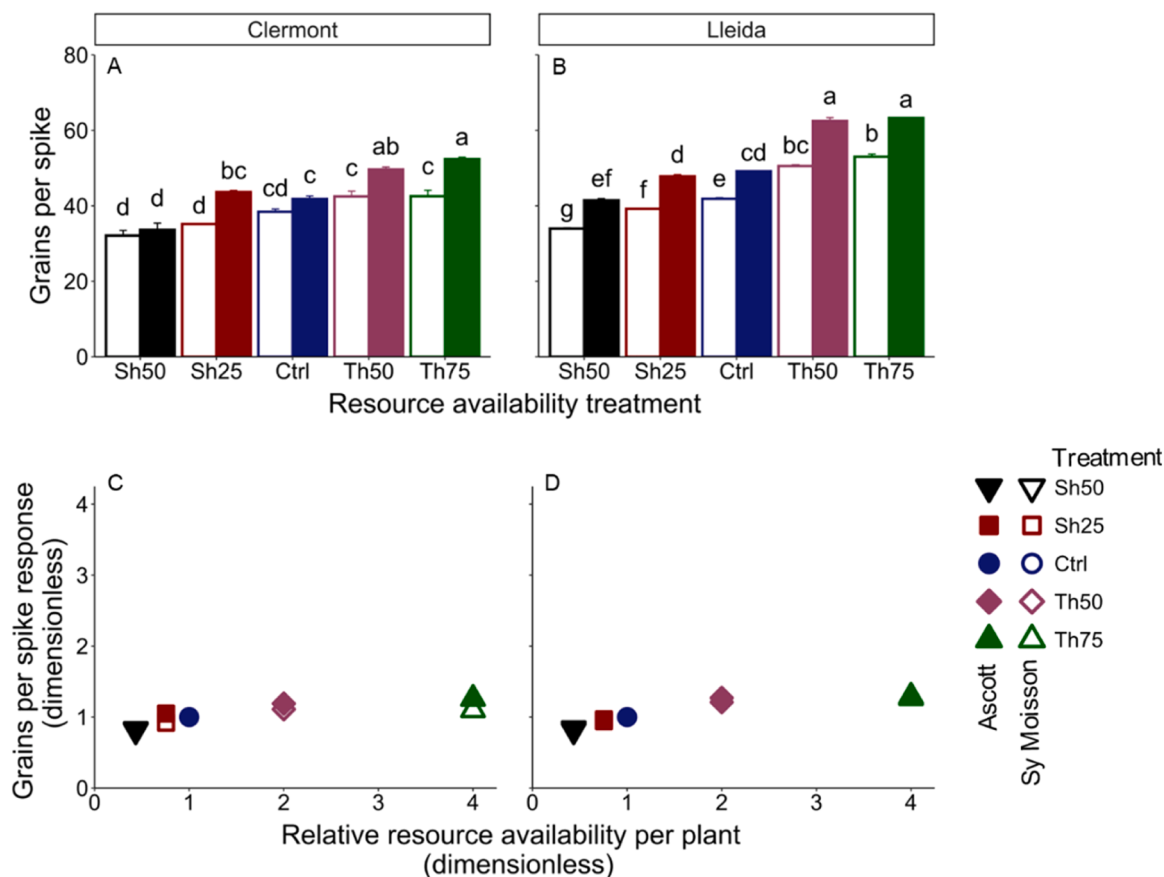 Clermont
Lleida
A
B
80
60
40
20
0
Grains per spike
d
d
d
bc
cd
c
c
ab
c
a
g
ef
f
d
e
cd
bc
a
b
a
Sh50 Sh25 Ctrl Th50 Th75
Sh50 Sh25 Ctrl Th50 Th75
Resource availability treatment
C
D
4
3
2
1
0
Grains per spike response
(dimensionless)
0 1 2 3 4
0 1 2 3 4
Relative resource availability per plant
(dimensionless)
Treatment
Sh50
Sh25
Ctrl
Th50
Th75
Ascott
Sy Moisson